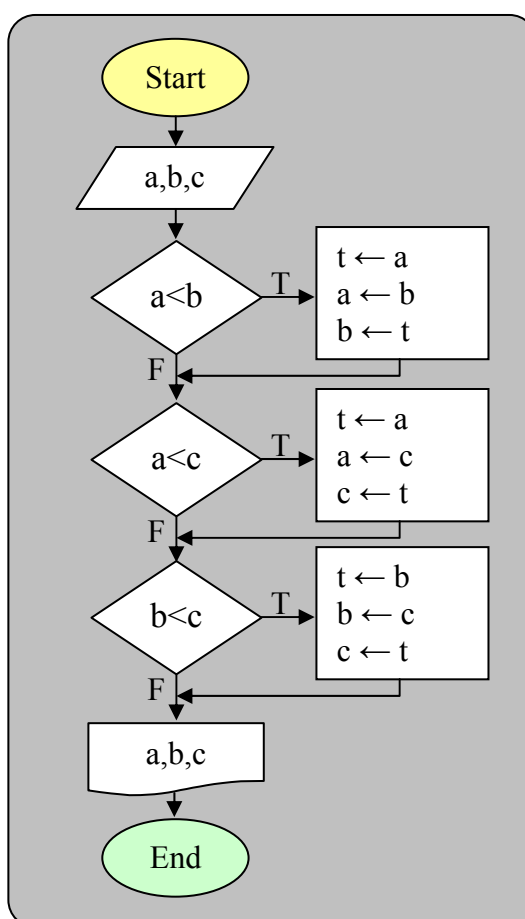 Start
a,b,c
a<b
T
t ← a
a ← b
b ← t
F
a<c
T
t ← a
a ← c
c ← t
F
b<c
T
t ← b
b ← c
c ← t
F
a,b,c
End